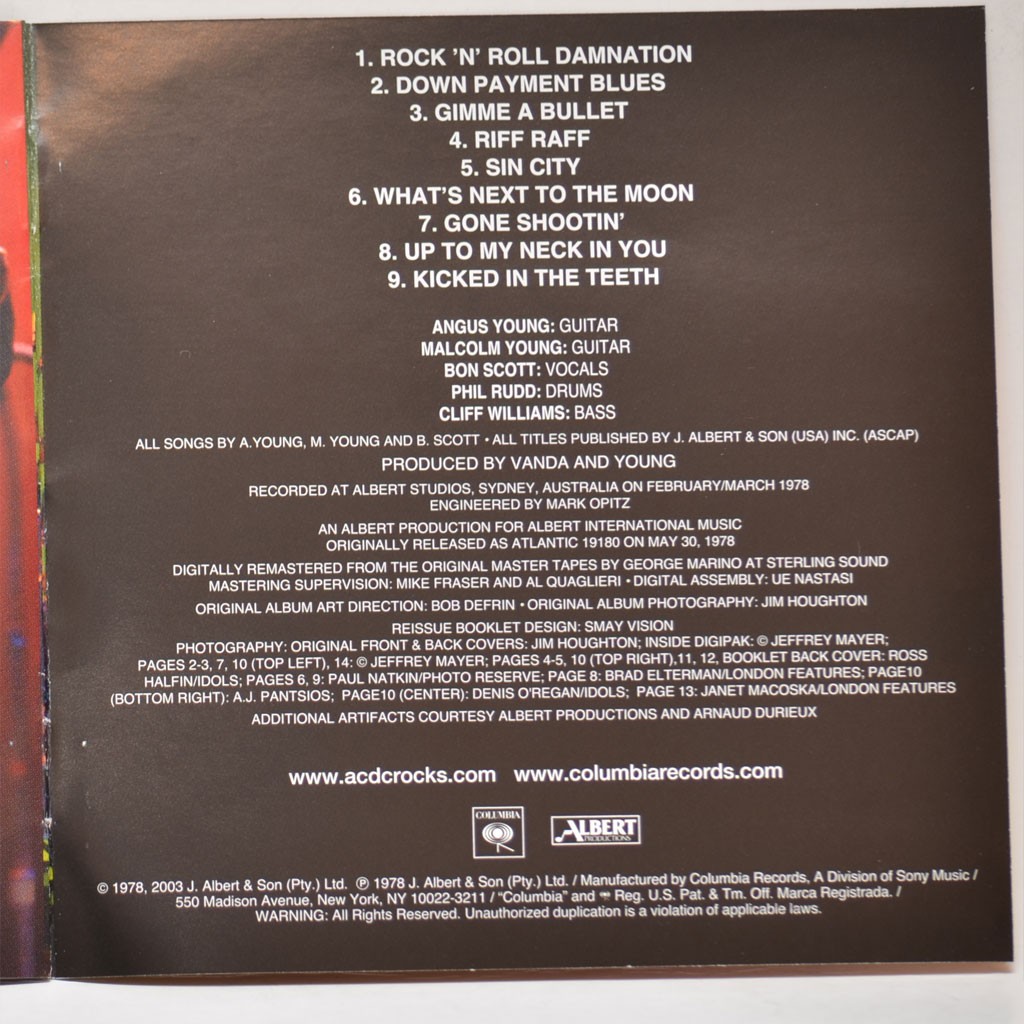 1. ROCK 'N' ROLL DAMNATION
2. DOWN PAYMENT BLUES
3. GIMME A BULLET
4. RIFF RAFF
5. SIN CITY
6. WHAT'S NEXT TO THE MOON
7. GONE SHOOTIN'
8. UP TO MY NECK IN YOU
9. KICKED IN THE TEETH
ANGUS YOUNG: GUITAR
MALCOLM YOUNG: GUITAR
BON SCOTT: VOCALS
PHIL RUDD: DRUMS
CLIFF WILLIAMS: BASS
ALL SONGS BY A.YOUNG, M. YOUNG AND B. SCOTT • ALL TITLES PUBLISHED BY J. ALBERT & SON (USA) INC. (ASCAP)
PRODUCED BY VANDA AND YOUNG
RECORDED AT ALBERT STUDIOS, SYDNEY, AUSTRALIA ON FEBRUARY/MARCH 1978
ENGINEERED BY MARK OPITZ
AN ALBERT PRODUCTION FOR ALBERT INTERNATIONAL MUSIC
ORIGINALLY RELEASED AS ATLANTIC 19180 ON MAY 30, 1978
DIGITALLY REMASTERED FROM THE ORIGINAL MASTER TAPES BY GEORGE MARINO AT STERLING SOUND
MASTERING SUPERVISION: MIKE FRASER AND AL QUAGLIERI • DIGITAL ASSEMBLY: UE NASTASI
ORIGINAL ALBUM ART DIRECTION: BOB DEFRIN • ORIGINAL ALBUM PHOTOGRAPHY: JIM HOUGHTON
REISSUE BOOKLET DESIGN: SMAY VISION
PHOTOGRAPHY: ORIGINAL FRONT & BACK COVERS: JIM HOUGHTON; INSIDE DIGIPAK: © JEFFREY MAYER;
PAGES 2-3, 7, 10 (TOP LEFT), 14: © JEFFREY MAYER; PAGES 4-5, 10 (TOP RIGHT),11, 12, BOOKLET BACK COVER: ROSS
HALFIN/IDOLS; PAGES 6, 9: PAUL NATKIN/PHOTO RESERVE; PAGE 8: BRAD ELTERMAN/LONDON FEATURES; PAGE10
(BOTTOM RIGHT): A.J. PANTSIOS; PAGE10 (CENTER): DENIS O'REGAN/IDOLS; PAGE 13: JANET MACOSKA/LONDON FEATURES
ADDITIONAL ARTIFACTS COURTESY ALBERT PRODUCTIONS AND ARNAUD DURIEUX
www.acdcrocks.com www.columbiarecords.com
COLUMBIA
ALBERT
PRODUCTIONS
© 1978, 2003 J. Albert & Son (Pty.) Ltd. ℗ 1978 J. Albert & Son (Pty.) Ltd. / Manufactured by Columbia Records, A Division of Sony Music /
550 Madison Avenue, New York, NY 10022-3211 / "Columbia" and Reg. U.S. Pat. & Tm. Off. Marca Registrada. /
WARNING: All Rights Reserved. Unauthorized duplication is a violation of applicable laws.